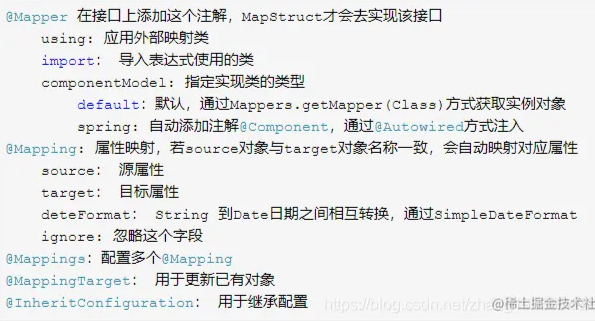 @Mapper 在接口上添加这个注解，MapStruct才会去实现该接口
using: 应用外部映射类
import: 导入表达式使用的类
componentModel: 指定实现类的类型
default：默认，通过Mappers.getMapper(Class)方式获取实例对象
spring：自动添加注解@Component，通过@Autowired方式注入
@Mapping：属性映射，若source对象与target对象名称一致，会自动映射对应属性
source： 源属性
target： 目标属性
deteFormat： String 到Date日期之间相互转换，通过SimpleDateFormat
ignore: 忽略这个字段
@Mappings：配置多个@Mapping
@MappingTarget： 用于更新已有对象
@InheritConfiguration： 用于继承配置
https://blog.csdn.net/zhang
@稀土掘金技术社